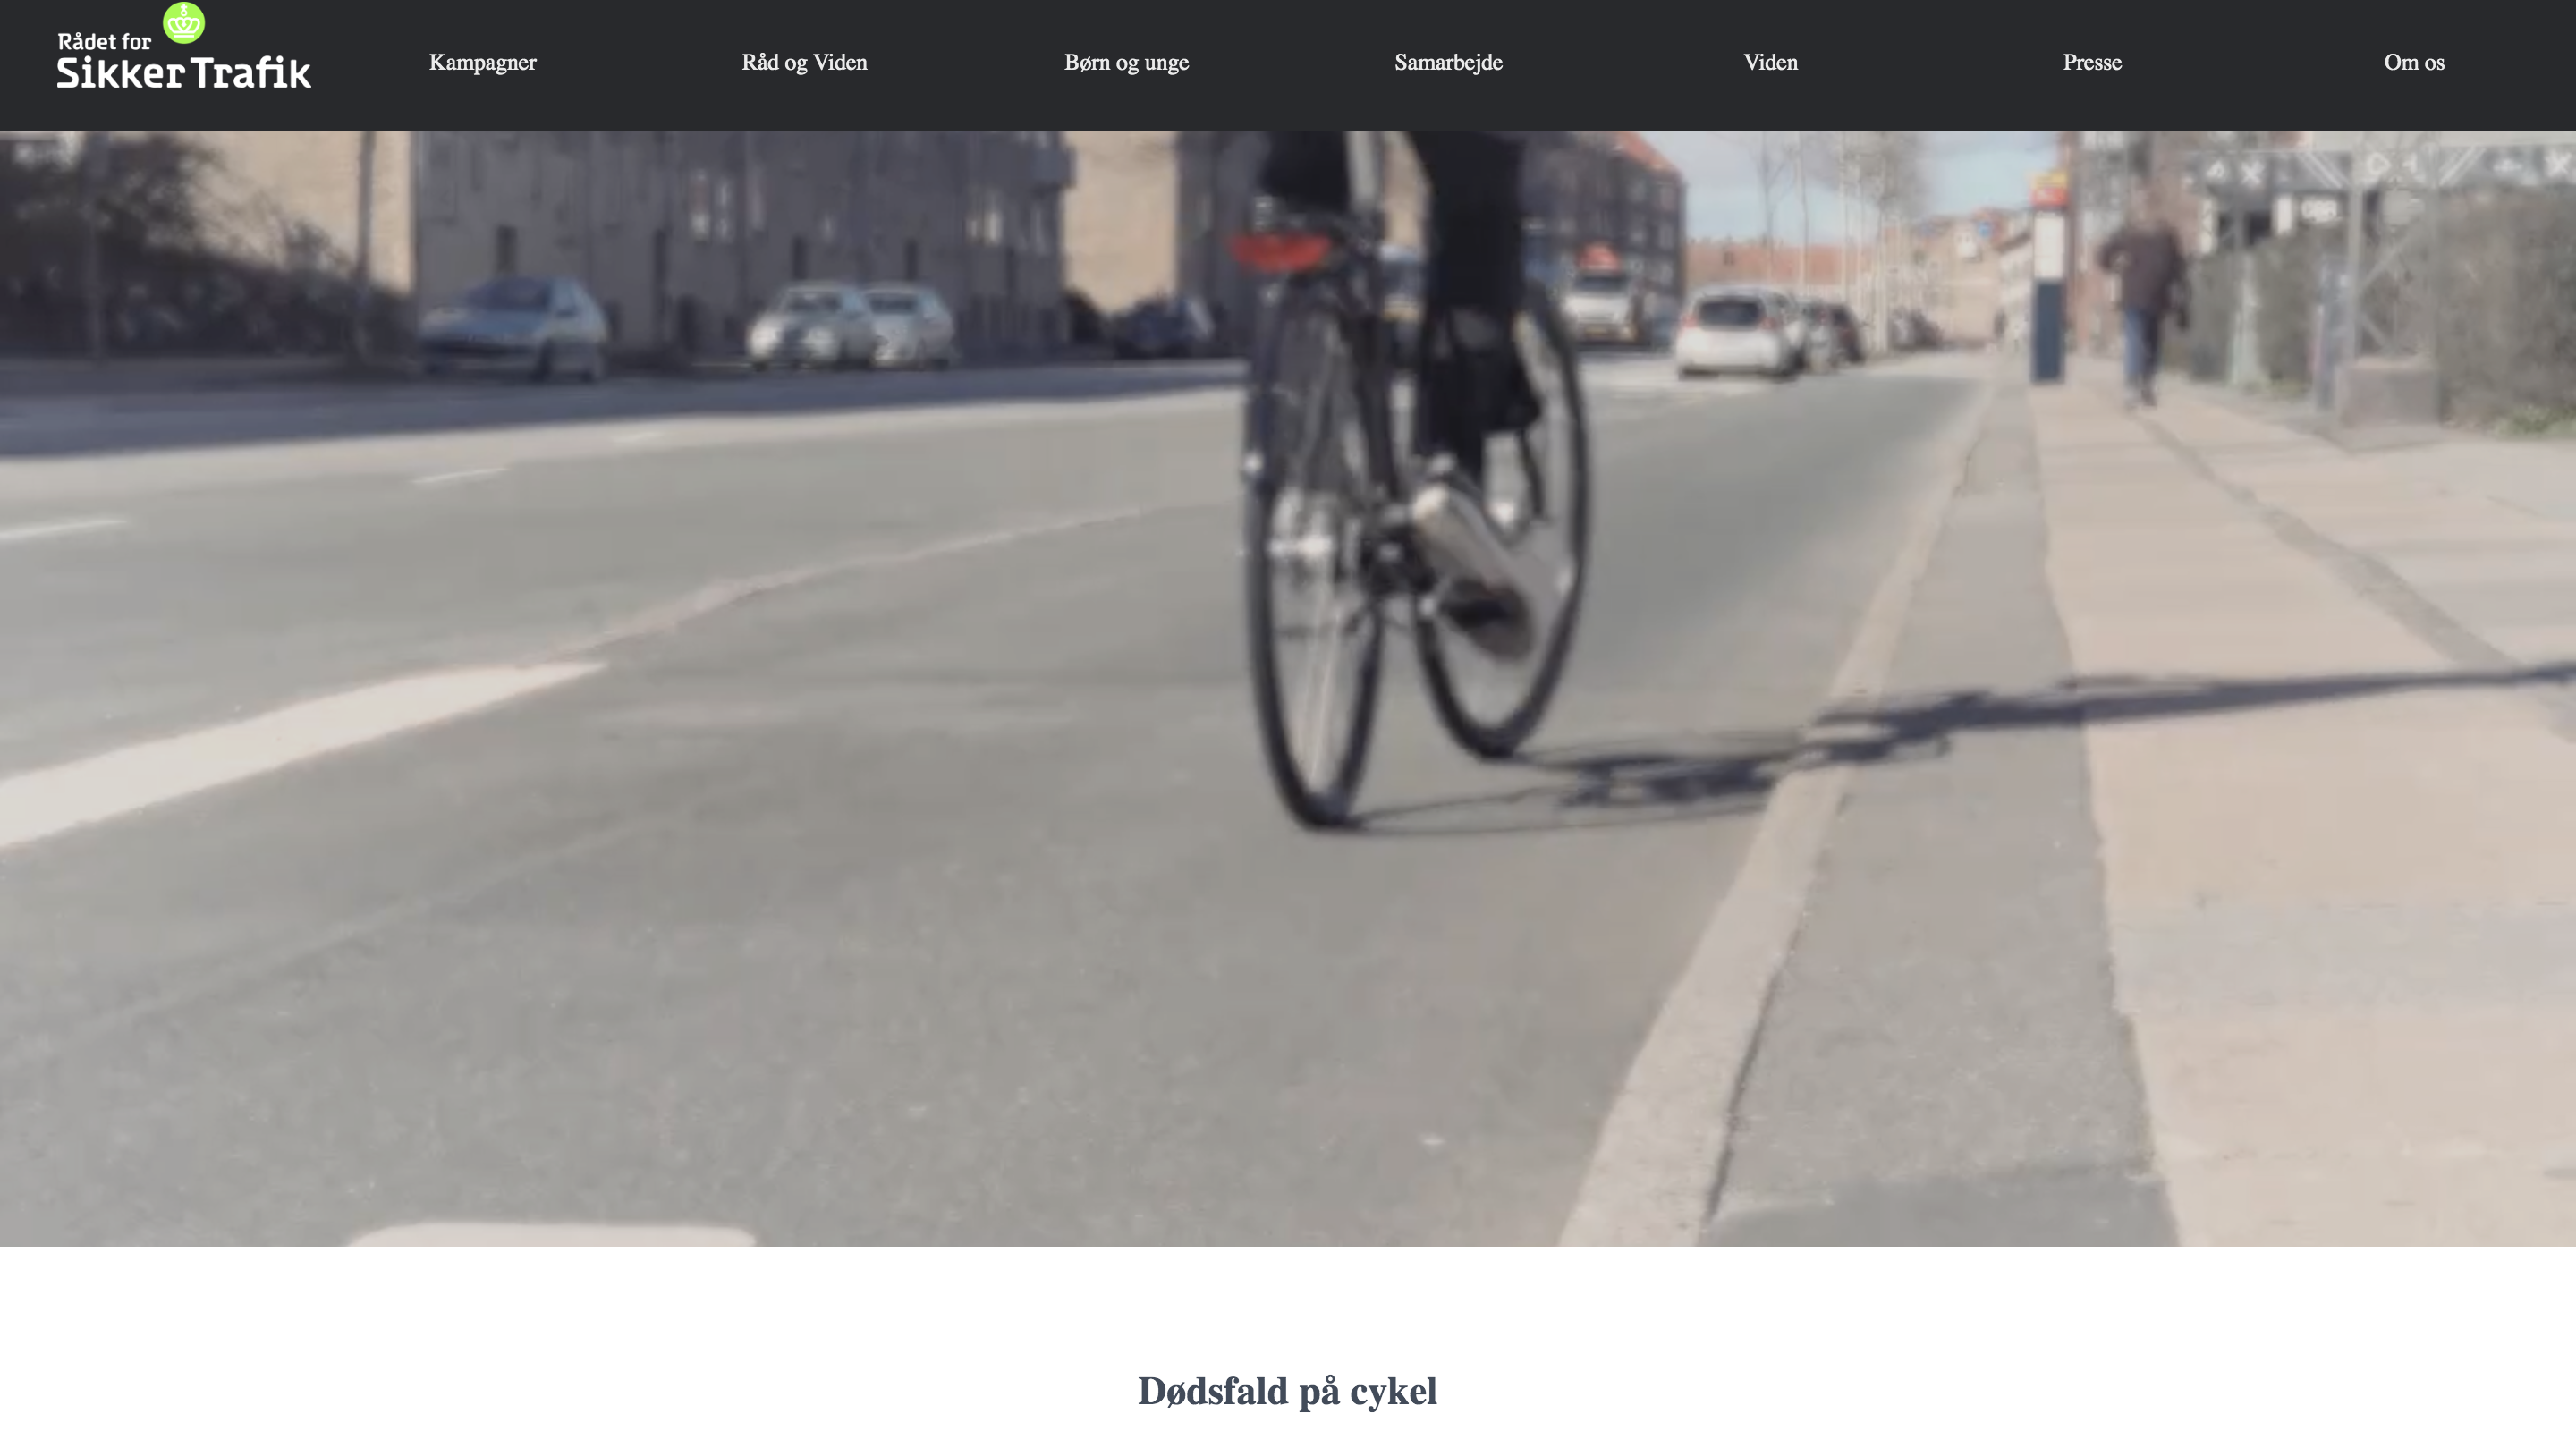 Rådet for
Sikker Trafik
Kampagner
Råd og Viden
Børn og unge
Samarbejde
Viden
Presse
Om os
Dødsfald på cykel